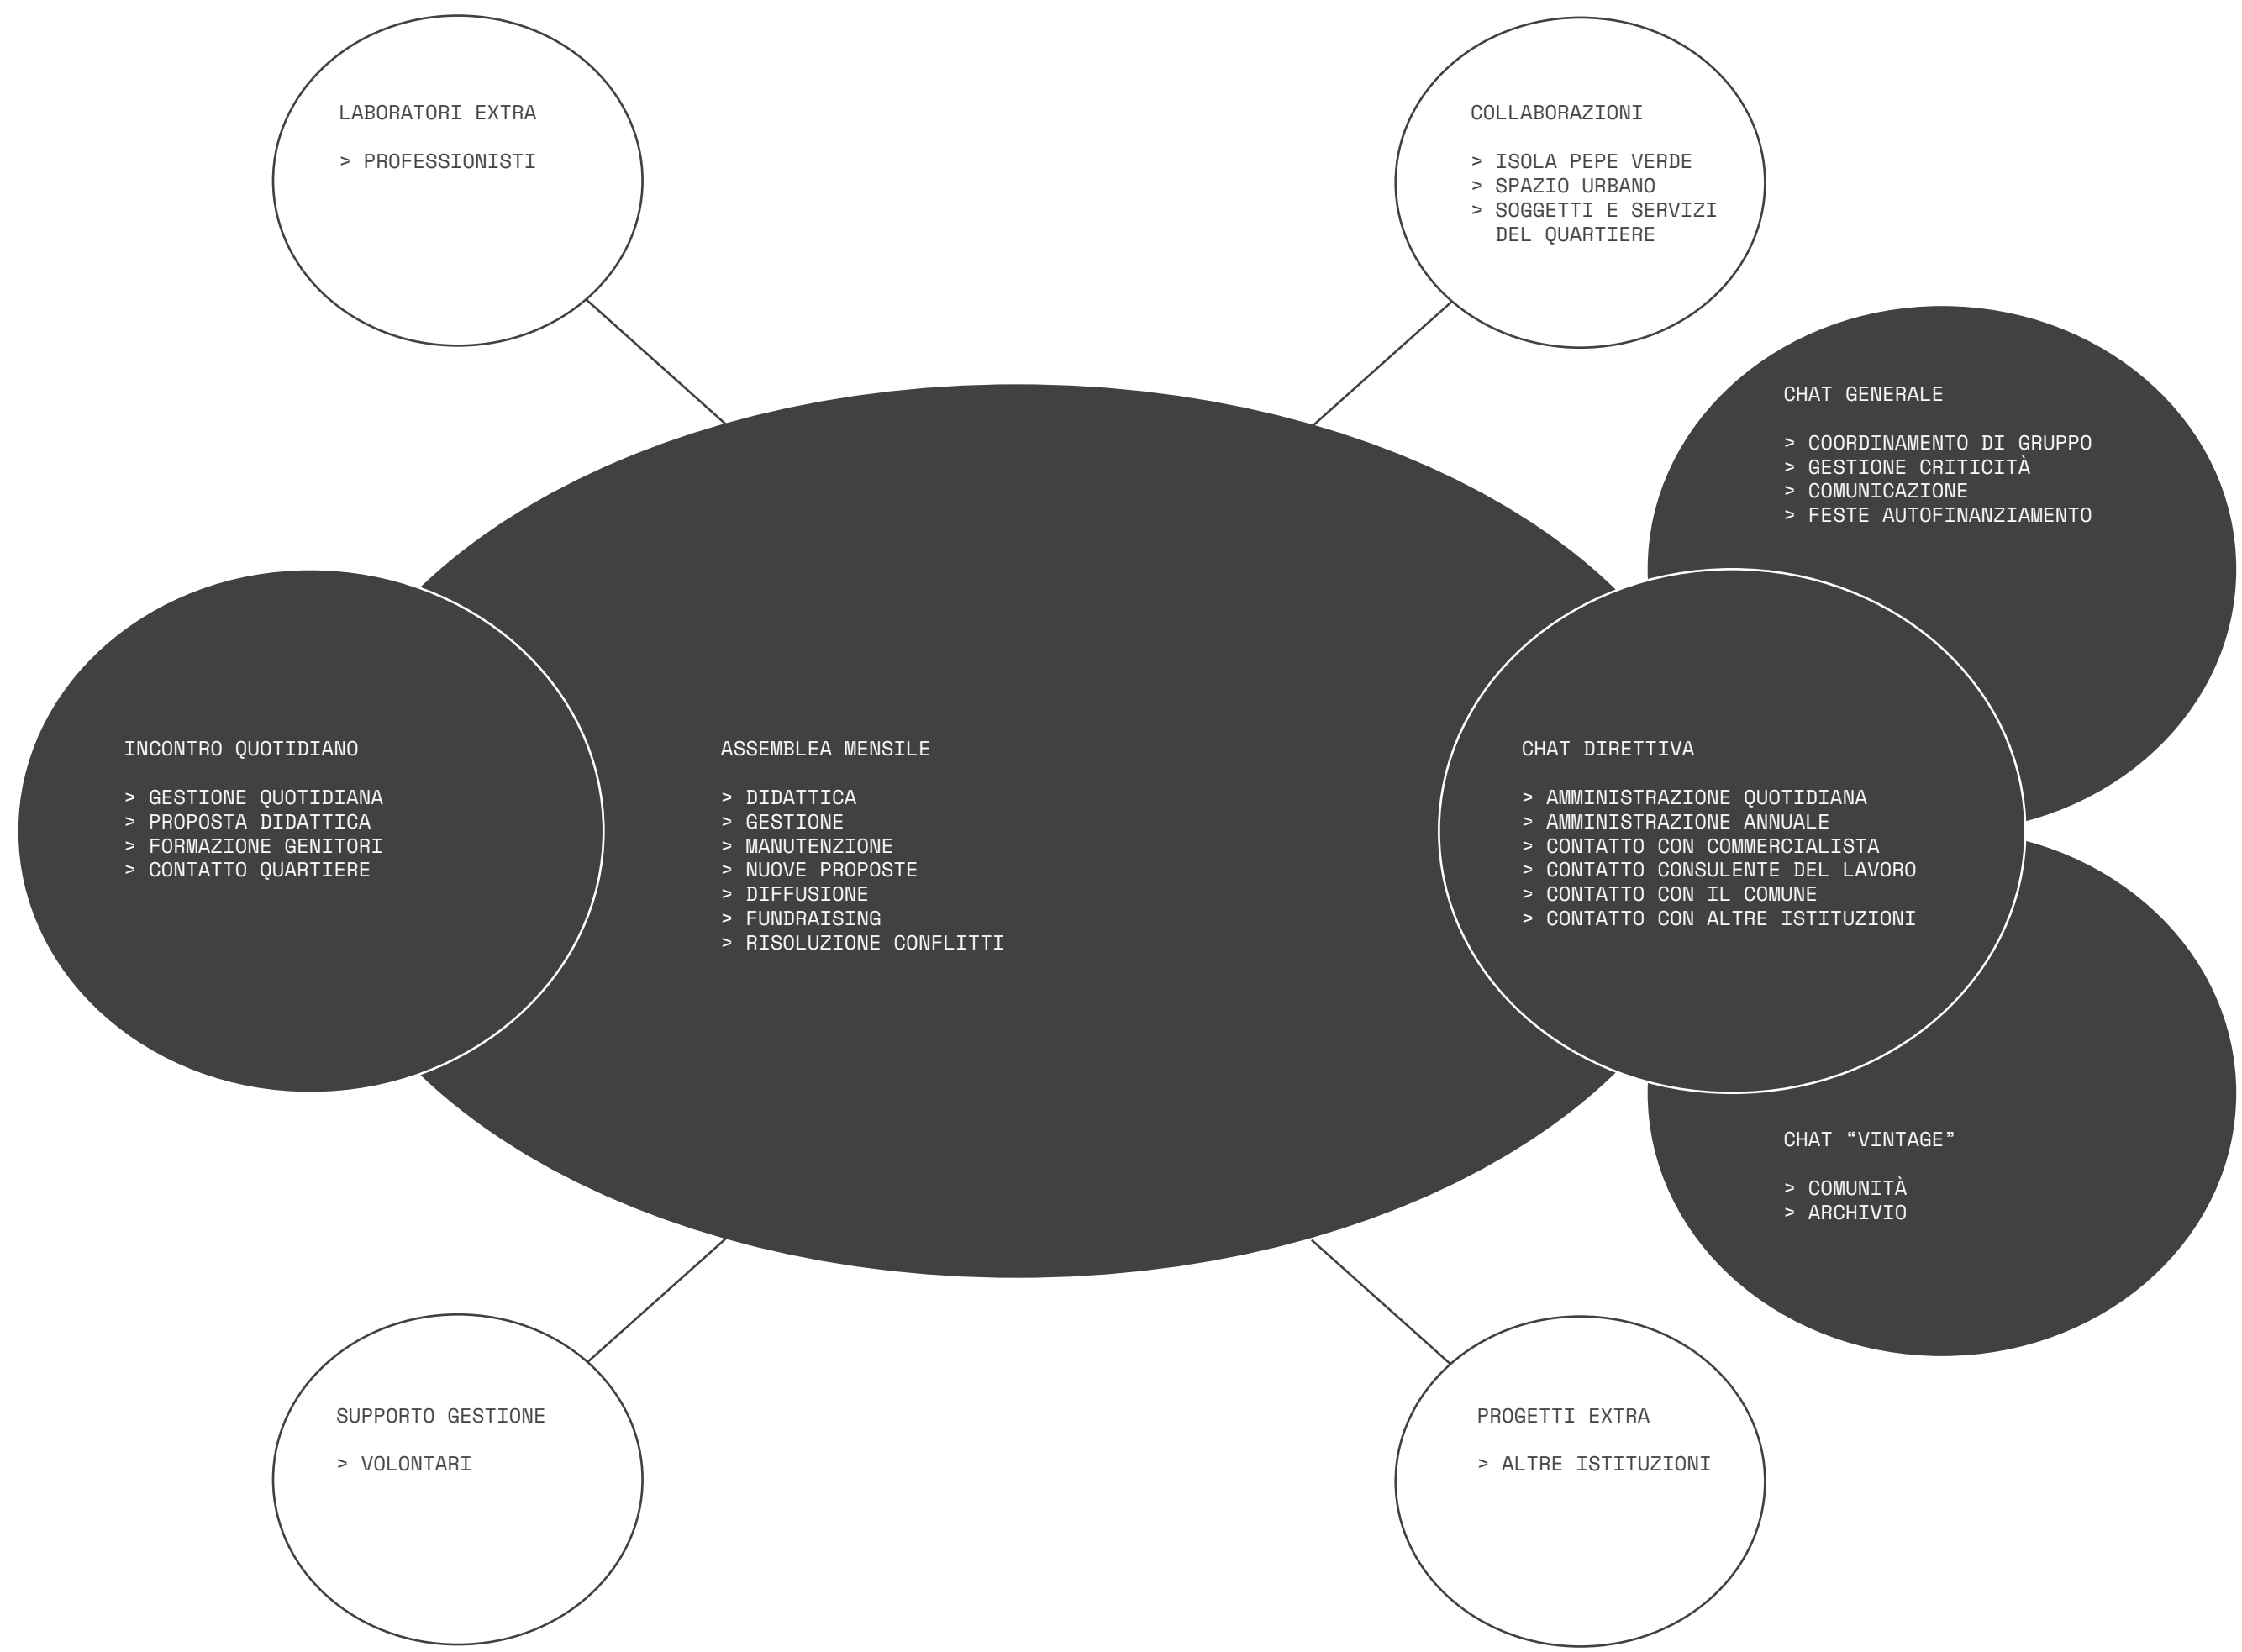 LABORATORI EXTRA
> PROFESSIONISTI
COLLABORAZIONI
> ISOLA PEPE VERDE
> SPAZIO URBANO
> SOGGETTI E SERVIZI
DEL QUARTIERE
CHAT GENERALE
> COORDINAMENTO DI GRUPPO
> GESTIONE CRITICITÀ
> COMUNICAZIONE
> FESTE AUTOFINANZIAMENTO
INCONTRO QUOTIDIANO
> GESTIONE QUOTIDIANA
> PROPOSTA DIDATTICA
> FORMAZIONE GENITORI
> CONTATTO QUARTIERE
ASSEMBLEA MENSILE
> DIDATTICA
> GESTIONE
> MANUTENZIONE
> NUOVE PROPOSTE
> DIFFUSIONE
> FUNDRAISING
> RISOLUZIONE CONFLITTI
CHAT DIRETTIVA
> AMMINISTRAZIONE QUOTIDIANA
> AMMINISTRAZIONE ANNUALE
> CONTATTO CON COMMERCIALISTA
> CONTATTO CONSULENTE DEL LAVORO
> CONTATTO CON IL COMUNE
> CONTATTO CON ALTRE ISTITUZIONI
CHAT “VINTAGE”
> COMUNITÀ
> ARCHIVIO
SUPPORTO GESTIONE
> VOLONTARI
PROGETTI EXTRA
> ALTRE ISTITUZIONI